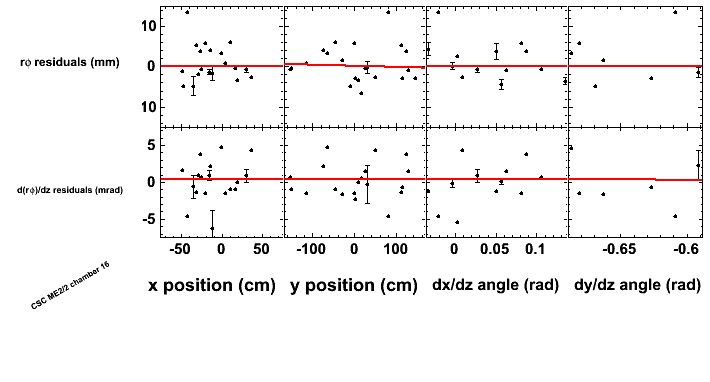 10
rϕ residuals (mm)
0
10
5
d(rϕ)/dz residuals (mrad)
0
-5
-50 0 50 -100 0 100 0 0.05 0.1 -0.65 -0.6
x position (cm) y position (cm) dx/dz angle (rad) dy/dz angle (rad)
CSC ME2/2 chamber 16